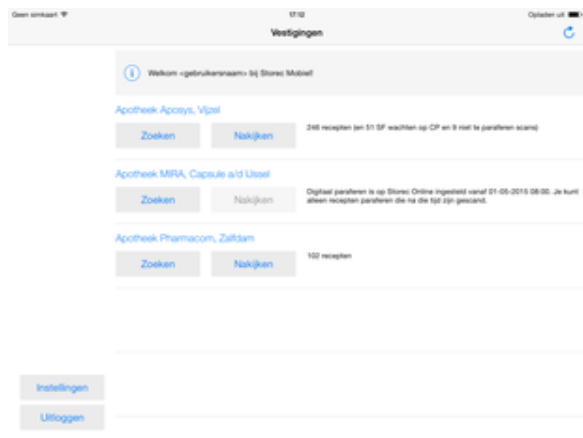 Geen simkaart 17:12 Opladen uit
Vestigingen
Welkom <gebruikersnaam> bij Storec Mobiel!
Apotheek Aposys, Vijzel
Zoeken Nakijken 246 recepten (en 51 SF wachten op CP en 9 niet te paraferen scans)
Apotheek MIRA, Capsule a/d IJssel
Zoeken Nakijken Digitaal paraferen is op Storec Online ingesteld vanaf 01-05-2015 08:00. Je kunt
alleen recepten paraferen die na die tijd zijn gescand.
Apotheek Pharmacom, Zalfdam
Zoeken Nakijken 102 recepten
Instellingen
Uitloggen